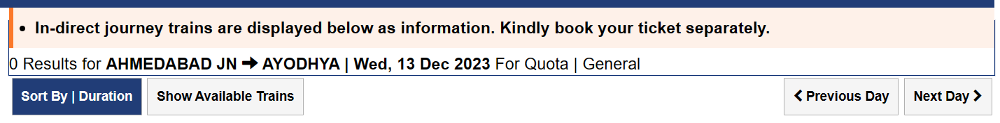 • In-direct journey trains are displayed below as information. Kindly book your ticket separately.
0 Results for AHMEDABAD JN → AYODHYA | Wed, 13 Dec 2023 For Quota | General
Sort By | Duration Show Available Trains Previous Day Next Day